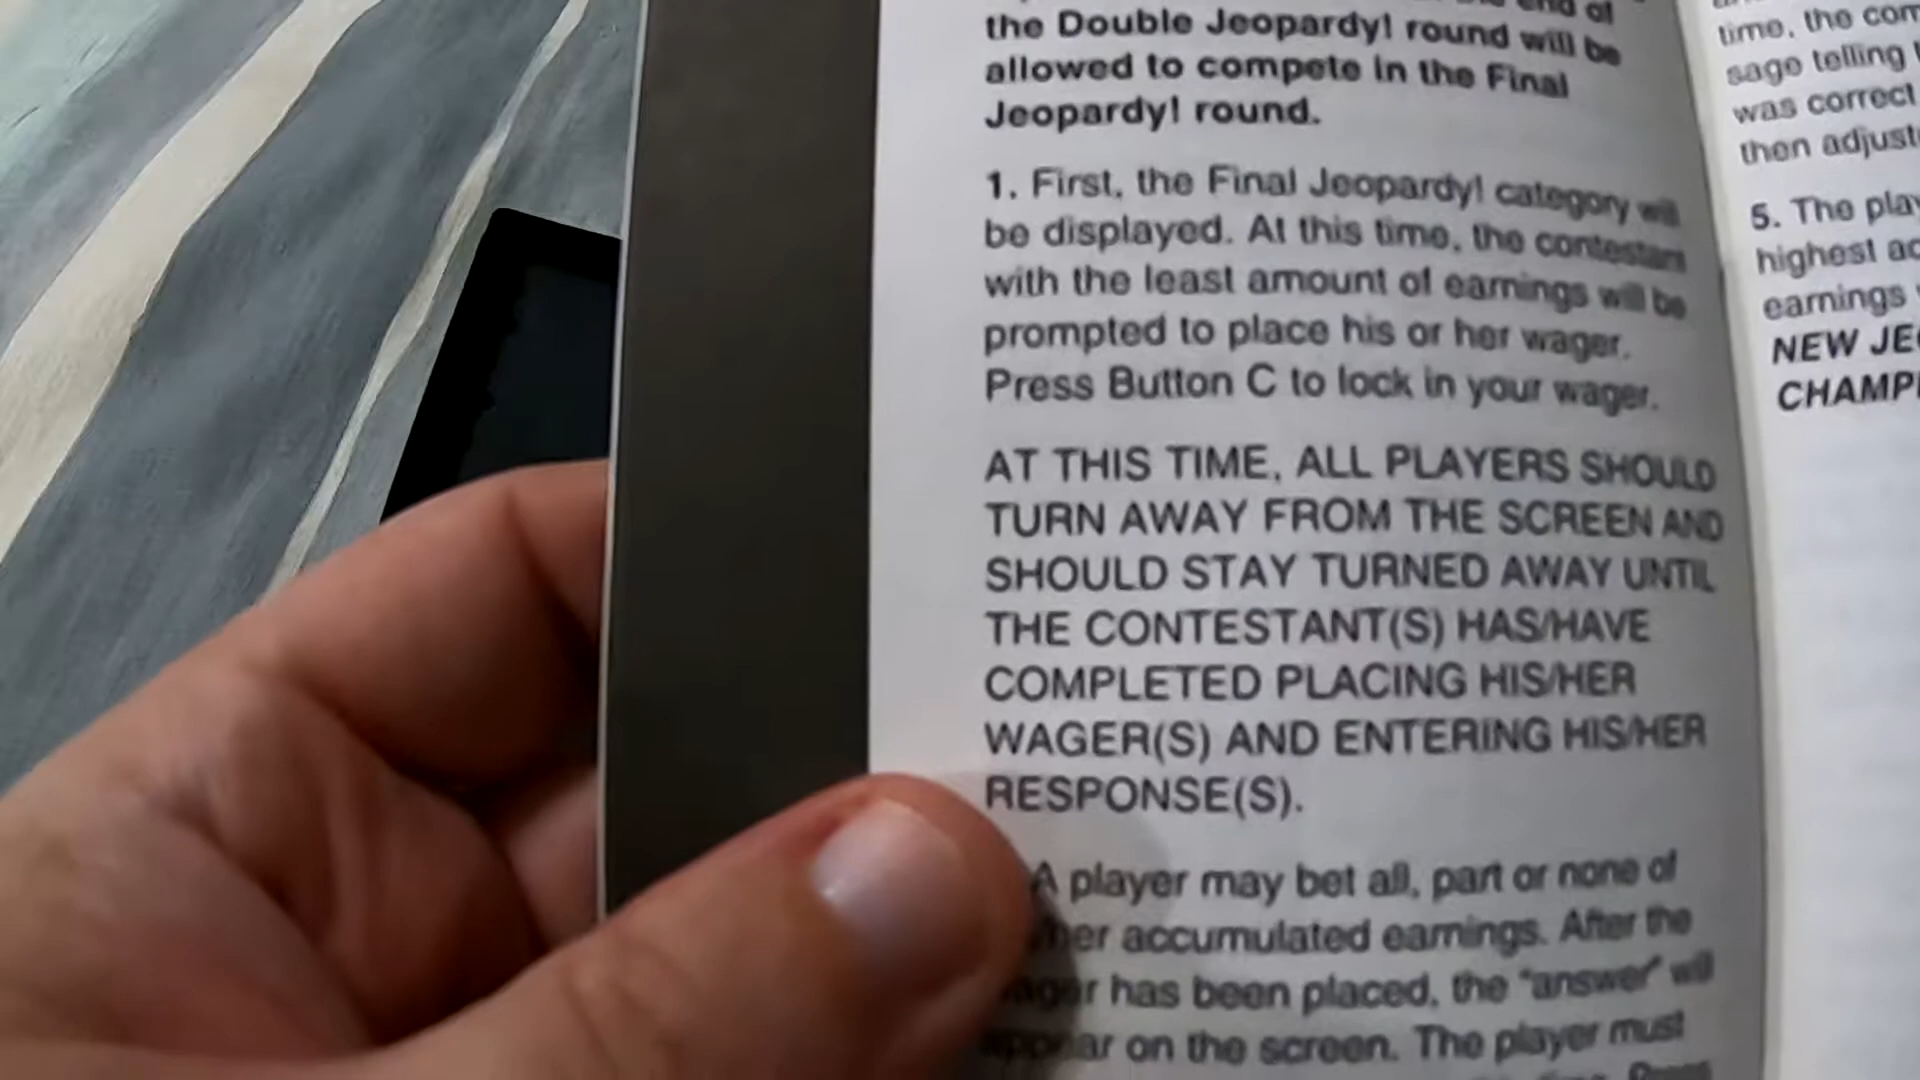 end of
the Double Jeopardy! round will be
allowed to compete in the Final
Jeopardy! round.
1. First, the Final Jeopardy! category will
be displayed. At this time, the contestant
with the least amount of earnings will be
prompted to place his or her wager.
Press Button C to lock in your wager.
AT THIS TIME, ALL PLAYERS SHOULD
TURN AWAY FROM THE SCREEN AND
SHOULD STAY TURNED AWAY UNTIL
THE CONTESTANT(S) HAS/HAVE
COMPLETED PLACING HIS/HER
WAGER(S) AND ENTERING HIS/HER
RESPONSE(S).
A player may bet all, part or none of
her accumulated earnings. After the
has been placed, the "answer" will
on the screen. The player must
time, the com
sage telling
was correct
then adjust
5. The play
highest ac
earnings
NEW JE
CHAMP